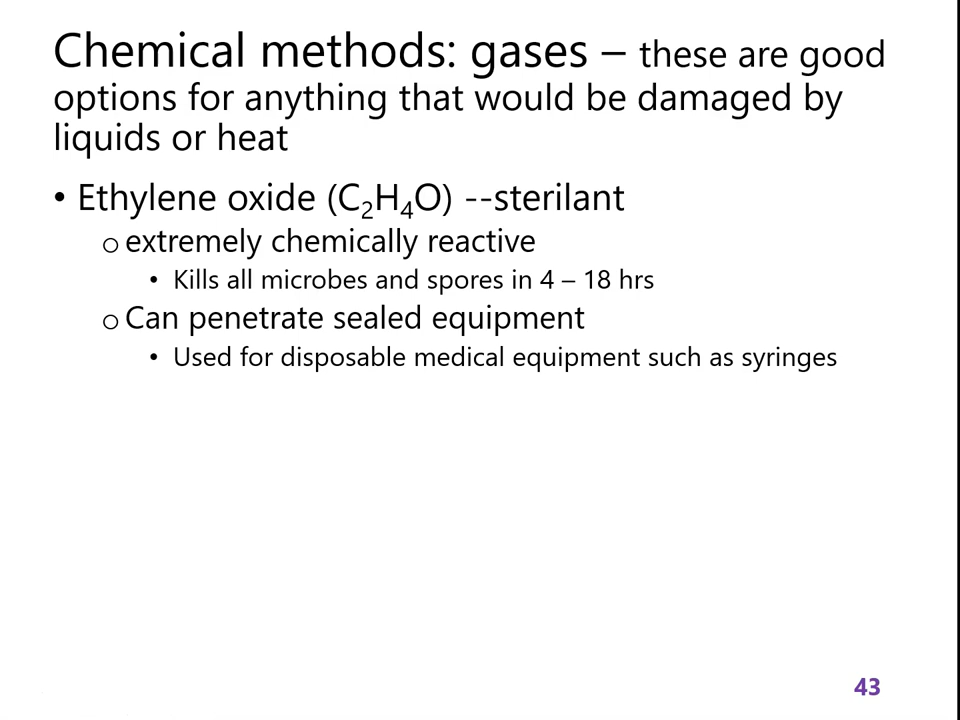 Chemical methods: gases – these are good
options for anything that would be damaged by
liquids or heat
• Ethylene oxide (C₂H₄O) --sterilant
o extremely chemically reactive
• Kills all microbes and spores in 4 – 18 hrs
o Can penetrate sealed equipment
• Used for disposable medical equipment such as syringes
43